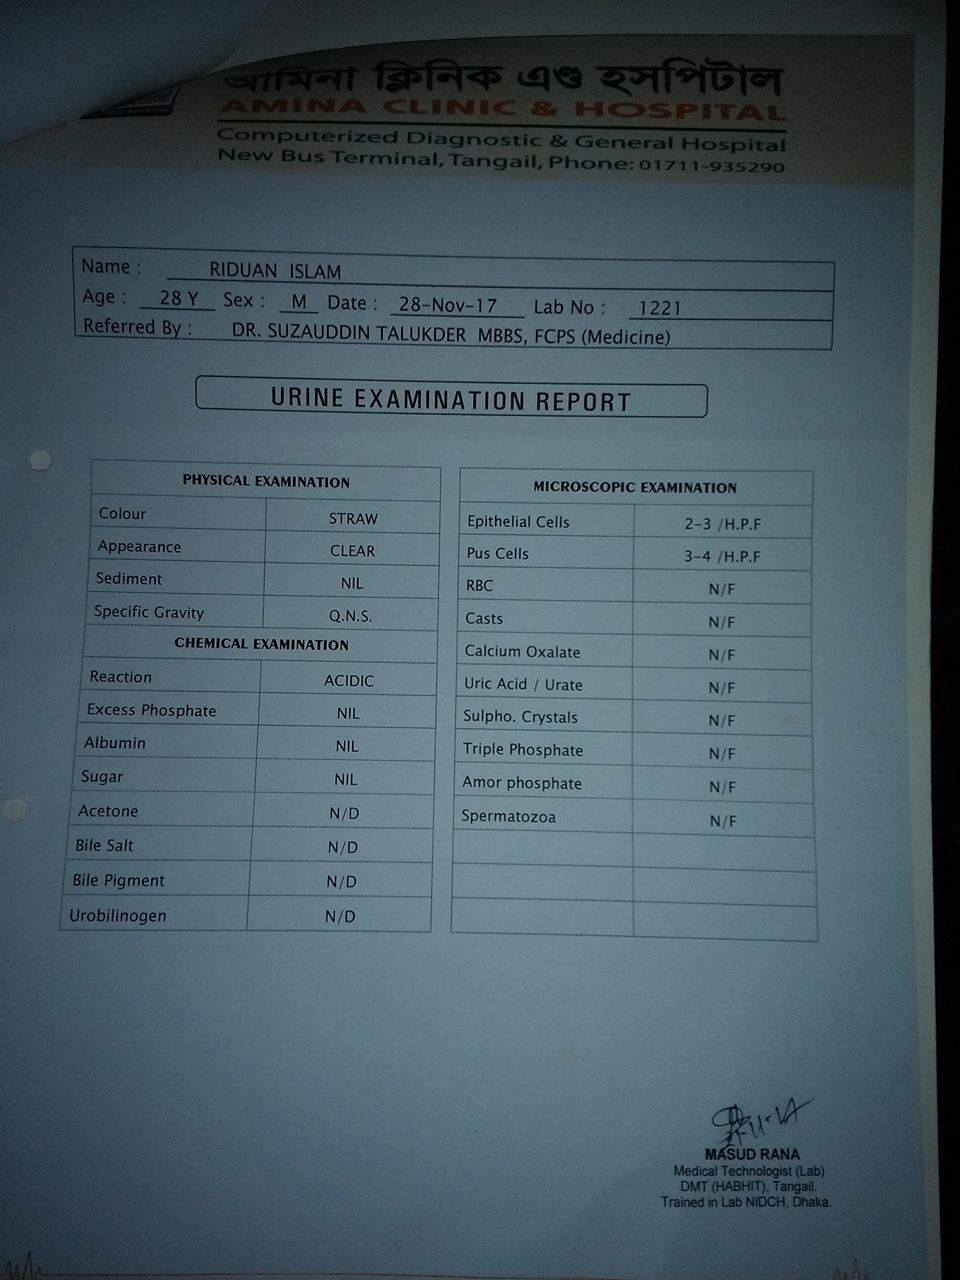 আমিনা ক্লিনিক এণ্ড হসপিটাল
AMINA CLINIC & HOSPITAL
Computerized Diagnostic & General Hospital
New Bus Terminal, Tangail, Phone: 01711-935290
Name : RIDUAN ISLAM
Age : 28 Y Sex : M Date : 28-Nov-17 Lab No : 1221
Referred By : DR. SUZAUDDIN TALUKDER MBBS, FCPS (Medicine)
URINE EXAMINATION REPORT
PHYSICAL EXAMINATION
Colour STRAW
Appearance CLEAR
Sediment NIL
Specific Gravity Q.N.S.
CHEMICAL EXAMINATION
Reaction ACIDIC
Excess Phosphate NIL
Albumin NIL
Sugar NIL
Acetone N/D
Bile Salt N/D
Bile Pigment N/D
Urobilinogen N/D
MICROSCOPIC EXAMINATION
Epithelial Cells 2-3 /H.P.F
Pus Cells 3-4 /H.P.F
RBC N/F
Casts N/F
Calcium Oxalate N/F
Uric Acid / Urate N/F
Sulpho. Crystals N/F
Triple Phosphate N/F
Amor phosphate N/F
Spermatozoa N/F
MASUD RANA
Medical Technologist (Lab)
DMT (HABHIT), Tangail.
Trained in Lab NIDCH, Dhaka.